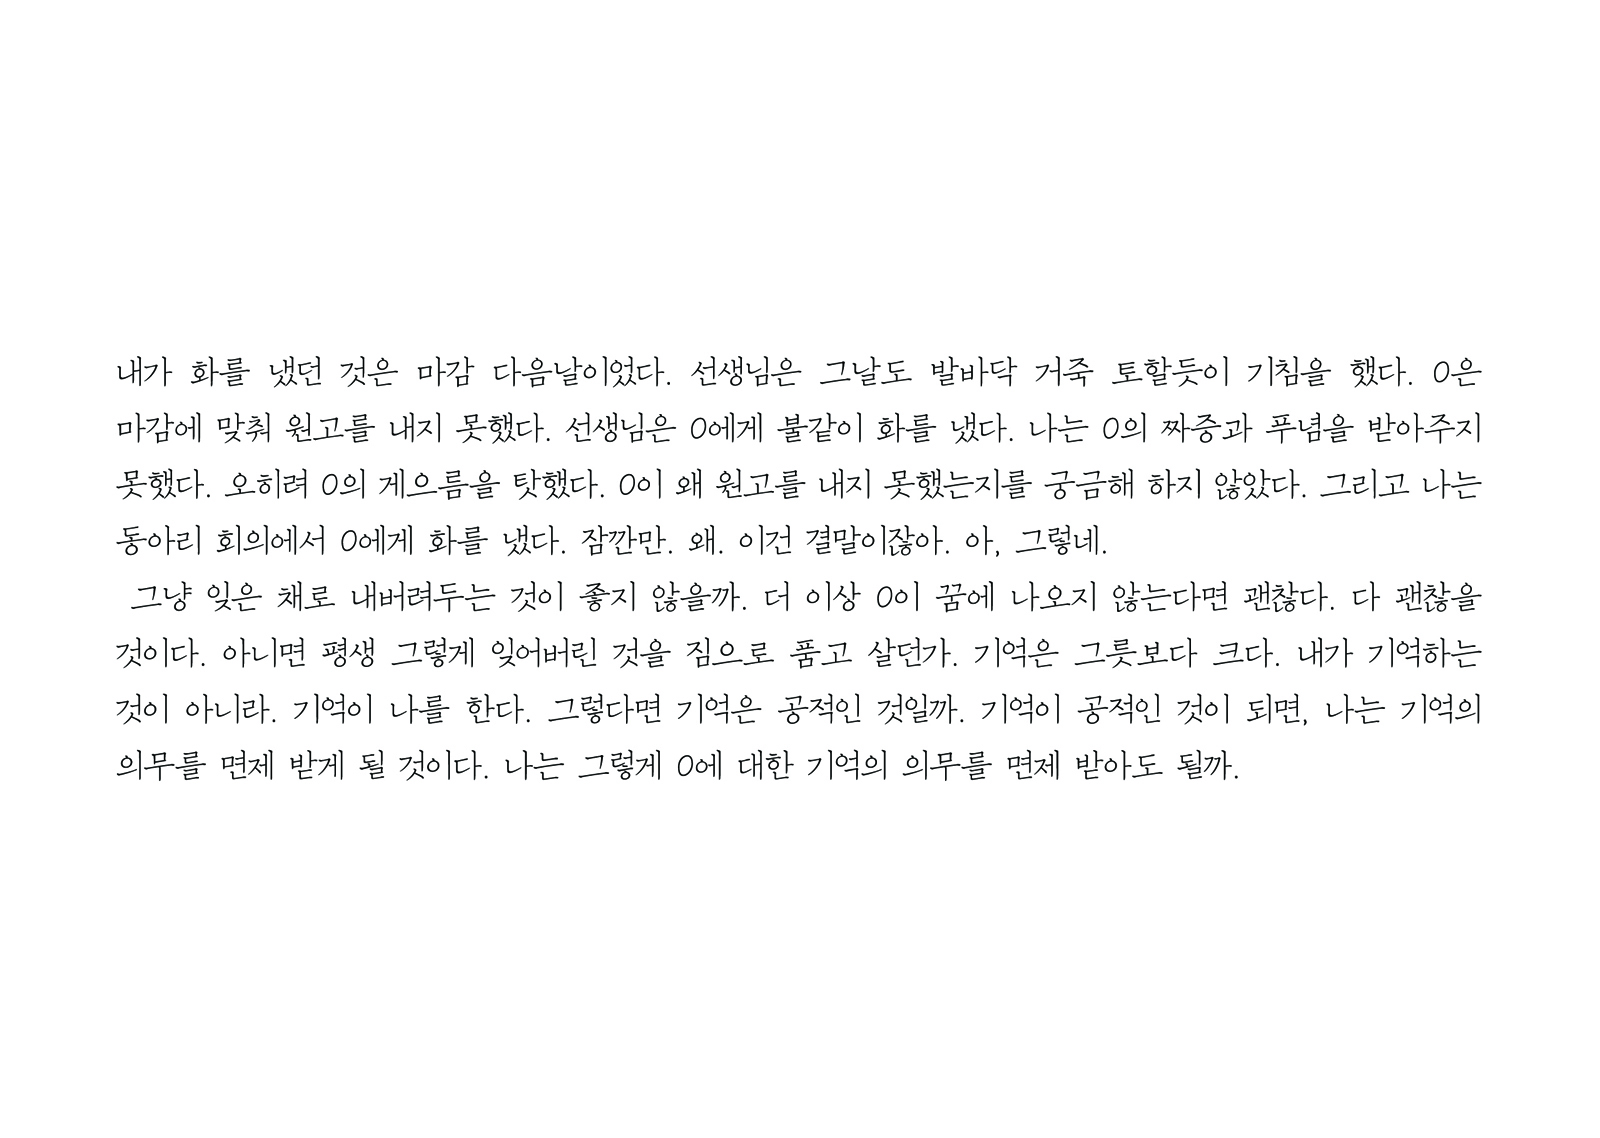 내가 화를 냈던 것은 마감 다음날이었다. 선생님은 그날도 발바닥 거죽 토할듯이 기침을 했다. 0은
마감에 맞춰 원고를 내지 못했다. 선생님은 0에게 불같이 화를 냈다. 나는 0의 짜증과 푸념을 받아주지
못했다. 오히려 0의 게으름을 탓했다. 0이 왜 원고를 내지 못했는지를 궁금해 하지 않았다. 그리고 나는
동아리 회의에서 0에게 화를 냈다. 잠깐만. 왜. 이건 결말이잖아. 아, 그렇네.
그냥 잊은 채로 내버려두는 것이 좋지 않을까. 더 이상 0이 꿈에 나오지 않는다면 괜찮다. 다 괜찮을
것이다. 아니면 평생 그렇게 잊어버린 것을 짐으로 품고 살던가. 기억은 그릇보다 크다. 내가 기억하는
것이 아니라. 기억이 나를 한다. 그렇다면 기억은 공적인 것일까. 기억이 공적인 것이 되면, 나는 기억의
의무를 면제 받게 될 것이다. 나는 그렇게 0에 대한 기억의 의무를 면제 받아도 될까.